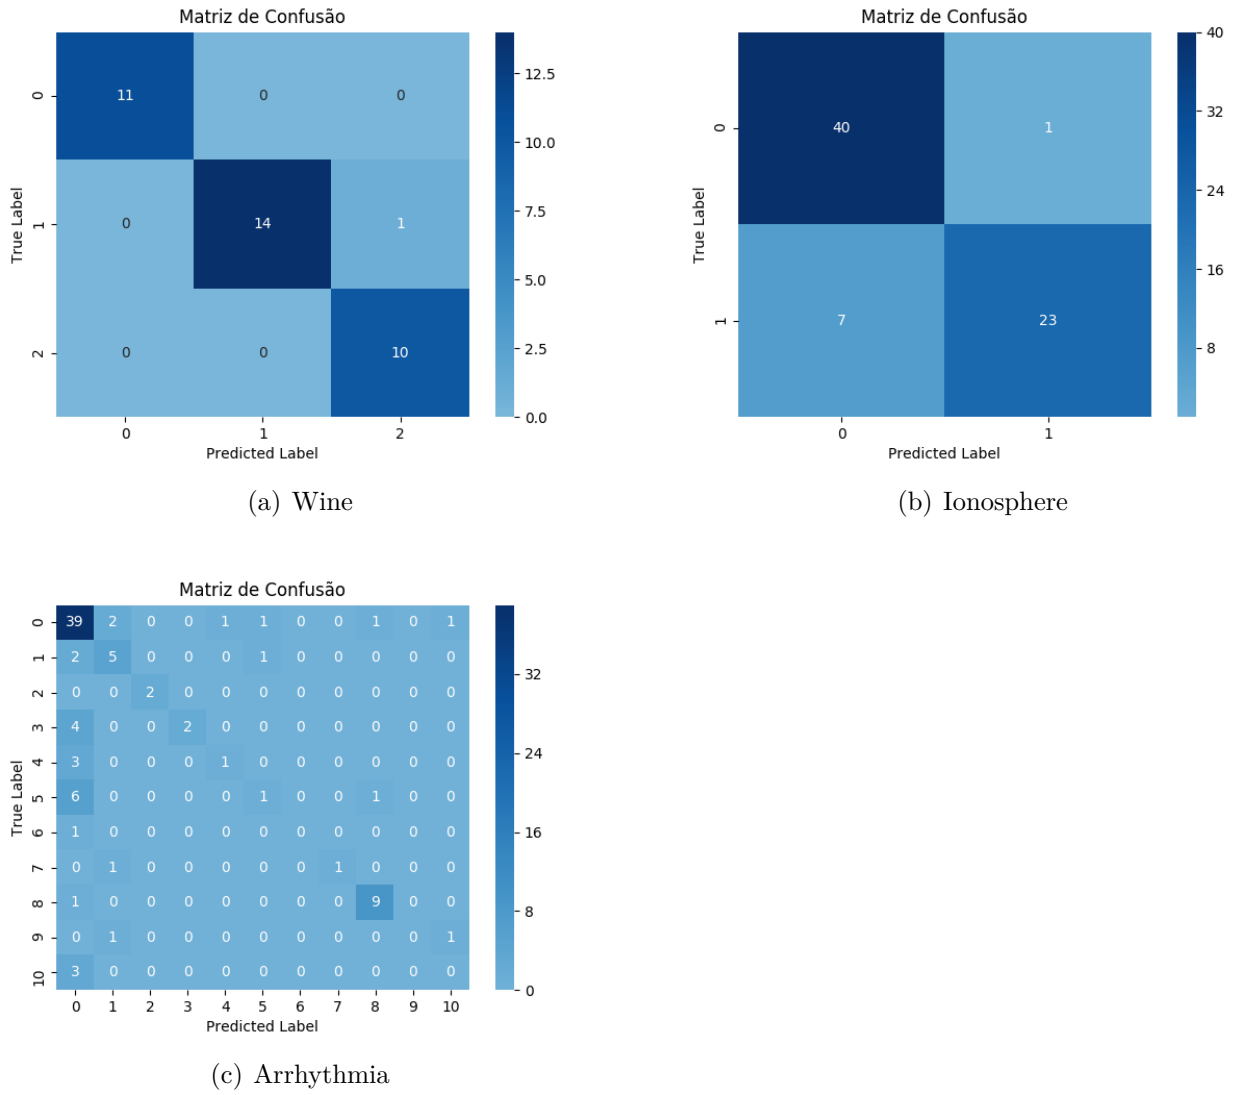 Matriz de Confusão
True Label
0 11 0 0
1 0 14 1
2 0 0 10
0 1 2
Predicted Label
12.5
10.0
7.5
5.0
2.5
0.0
(a) Wine
Matriz de Confusão
True Label
0 40 1
1 7 23
0 1
Predicted Label
40
32
24
16
8
(b) Ionosphere
Matriz de Confusão
True Label
0 39 2 0 0 1 1 0 0 1 0 1
1 2 5 0 0 0 1 0 0 0 0 0
2 0 0 2 0 0 0 0 0 0 0 0
3 4 0 0 2 0 0 0 0 0 0 0
4 3 0 0 0 1 0 0 0 0 0 0
5 6 0 0 0 0 1 0 0 1 0 0
6 1 0 0 0 0 0 0 0 0 0 0
7 0 1 0 0 0 0 0 1 0 0 0
8 1 0 0 0 0 0 0 0 9 0 0
9 0 1 0 0 0 0 0 0 0 0 1
10 3 0 0 0 0 0 0 0 0 0 0
0 1 2 3 4 5 6 7 8 9 10
Predicted Label
32
24
16
8
0
(c) Arrhythmia